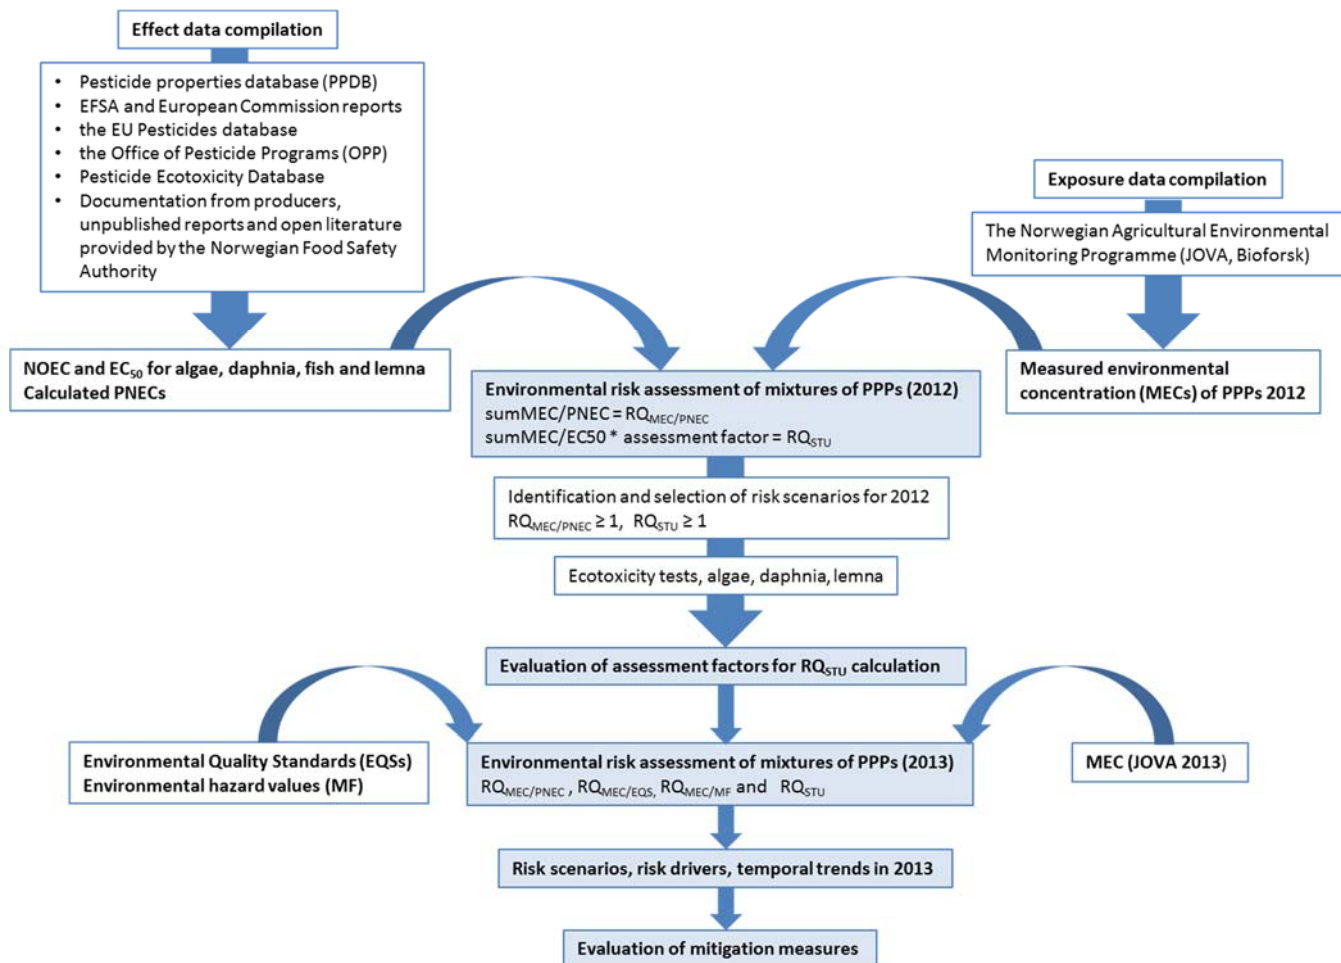 Effect data compilation
• Pesticide properties database (PPDB)
• EFSA and European Commission reports
• the EU Pesticides database
• the Office of Pesticide Programs (OPP)
• Pesticide Ecotoxicity Database
• Documentation from producers,
unpublished reports and open literature
provided by the Norwegian Food Safety
Authority
Exposure data compilation
The Norwegian Agricultural Environmental
Monitoring Programme (JOVA, Bioforsk)
NOEC and EC50 for algae, daphnia, fish and lemna
Calculated PNECs
Measured environmental
concentration (MECs) of PPPs 2012
Environmental risk assessment of mixtures of PPPs (2012)
sumMEC/PNEC = RQMEC/PNEC
summMEC/EC50 * assessment factor = RQSTU
Identification and selection of risk scenarios for 2012
RQMEC/PNEC ≥ 1, RQSTU ≥ 1
Ecotoxicity tests, algae, daphnia, lemna
Evaluation of assessment factors for RQSTU calculation
Environmental Quality Standards (EQSs)
Environmental hazard values (MF)
Environmental risk assessment of mixtures of PPPs (2013)
RQMEC/PNEC , RQMEC/EQS, RQMEC/MF and RQSTU
MEC (JOVA 2013)
Risk scenarios, risk drivers, temporal trends in 2013
Evaluation of mitigation measures